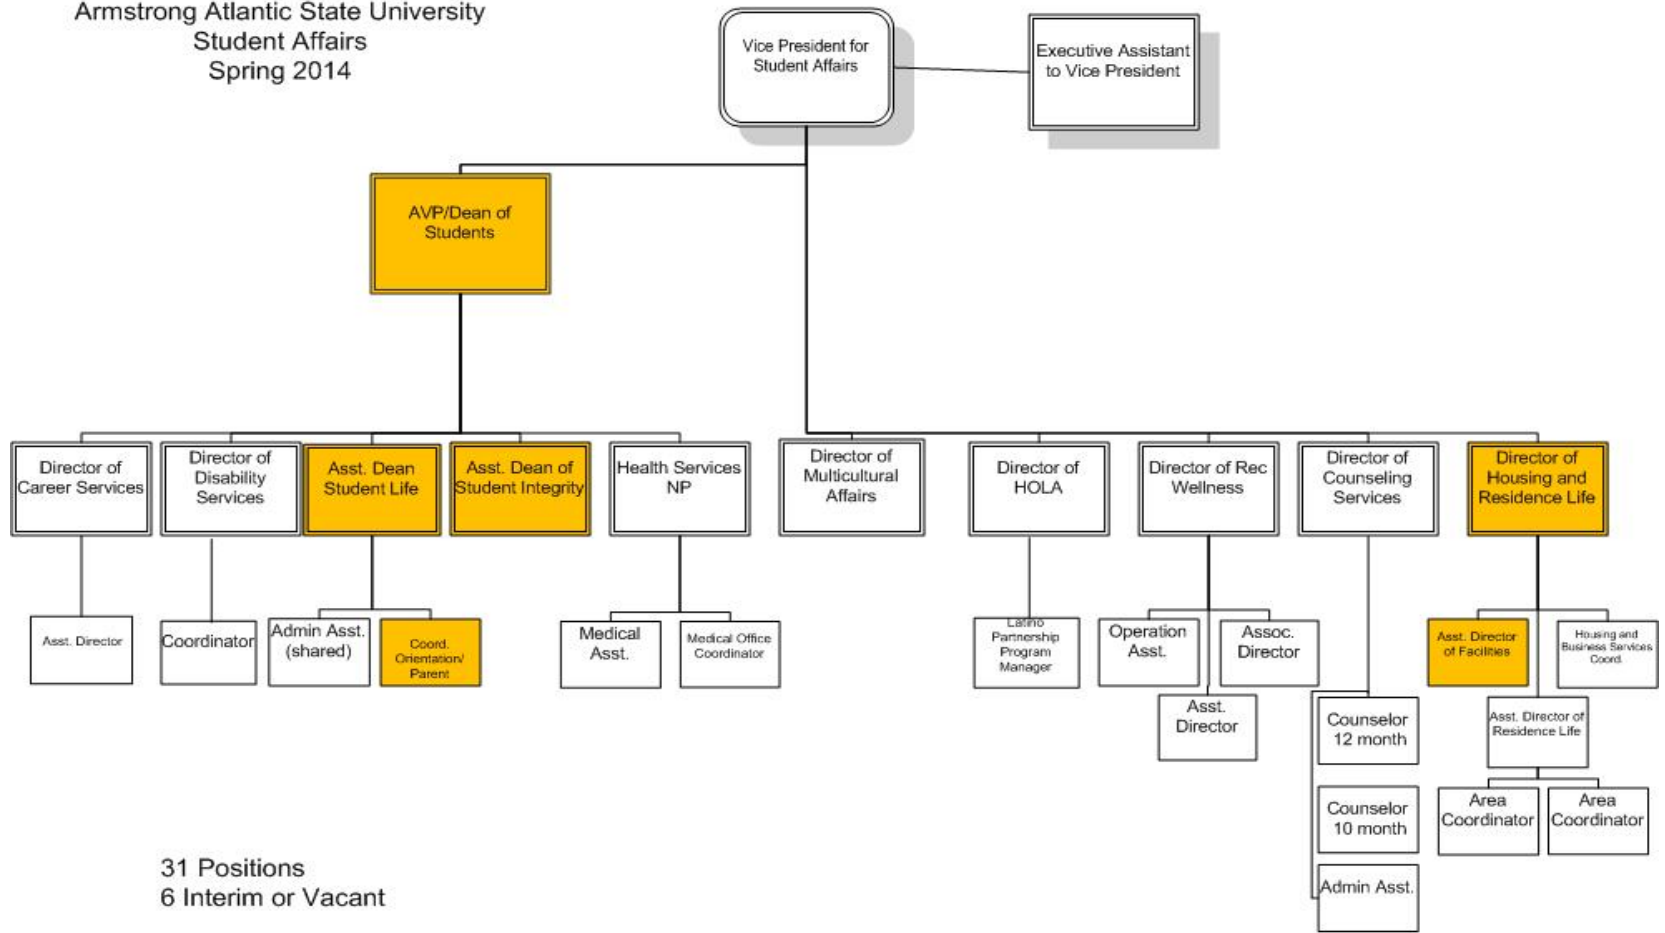 Armstrong Atlantic State University
Student Affairs
Spring 2014
Vice President for
Student Affairs
Executive Assistant
to Vice President
AVP/Dean of
Students
Director of
Career Services
Director of
Disability
Services
Asst. Dean
Student Life
Asst. Dean of
Student Integrity
Health Services
NP
Director of
Multicultural
Affairs
Director of
HOLA
Director of Rec
Wellness
Director of
Counseling
Services
Director of
Housing and
Residence Life
Asst. Director
Coordinator
Admin Asst.
(shared)
Coord.
Orientation/
Parent
Medical
Asst.
Medical Office
Coordinator
Latino
Partnership
Program
Manager
Operation
Asst.
Assoc.
Director
Asst.
Director
Counselor
12 month
Counselor
10 month
Admin Asst.
Asst. Director
of Facilities
Housing and
Business Services
Coord.
Asst. Director of
Residence Life
Area
Coordinator
Area
Coordinator
31 Positions
6 Interim or Vacant